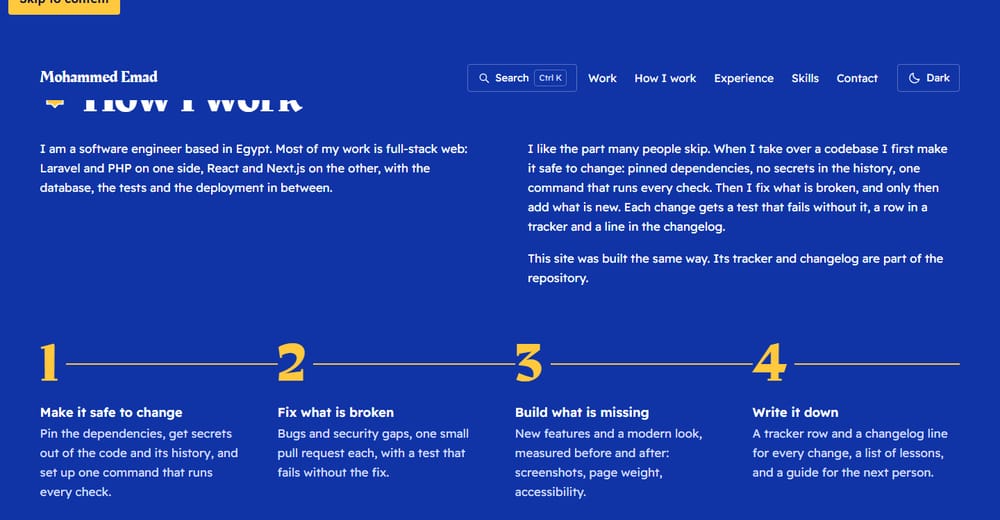 Skip to content
Mohammed Emad
Search Ctrl K Work How I work Experience Skills Contact Dark
How I work
I am a software engineer based in Egypt. Most of my work is full-stack web:
Laravel and PHP on one side, React and Next.js on the other, with the
database, the tests and the deployment in between.
I like the part many people skip. When I take over a codebase I first make
it safe to change: pinned dependencies, no secrets in the history, one
command that runs every check. Then I fix what is broken, and only then
add what is new. Each change gets a test that fails without it, a row in a
tracker and a line in the changelog.
This site was built the same way. Its tracker and changelog are part of the
repository.
1
Make it safe to change
Pin the dependencies, get secrets
out of the code and its history, and
set up one command that runs
every check.
2
Fix what is broken
Bugs and security gaps, one small
pull request each, with a test that
fails without the fix.
3
Build what is missing
New features and a modern look,
measured before and after:
screenshots, page weight,
accessibility.
4
Write it down
A tracker row and a changelog line
for every change, a list of lessons,
and a guide for the next person.